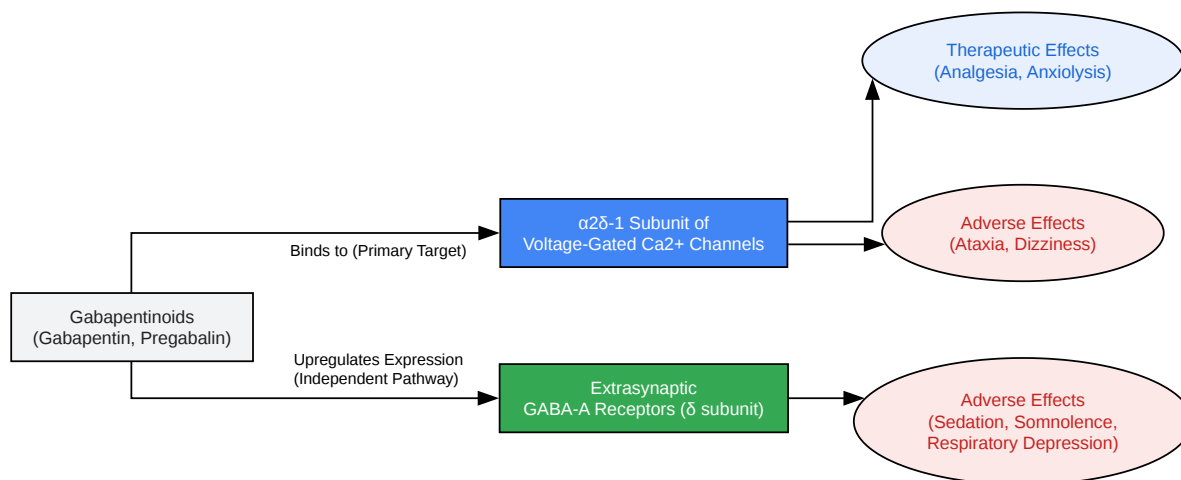 Therapeutic Effects
(Analgesia, Anxiolysis)
α2δ-1 Subunit of
Voltage-Gated Ca2+ Channels
Adverse Effects
(Ataxia, Dizziness)
Binds to (Primary Target)
Gabapentinoids
(Gabapentin, Pregabalin)
Upregulates Expression
(Independent Pathway)
Extrasynaptic
GABA-A Receptors (δ subunit)
Adverse Effects
(Sedation, Somnolence,
Respiratory Depression)